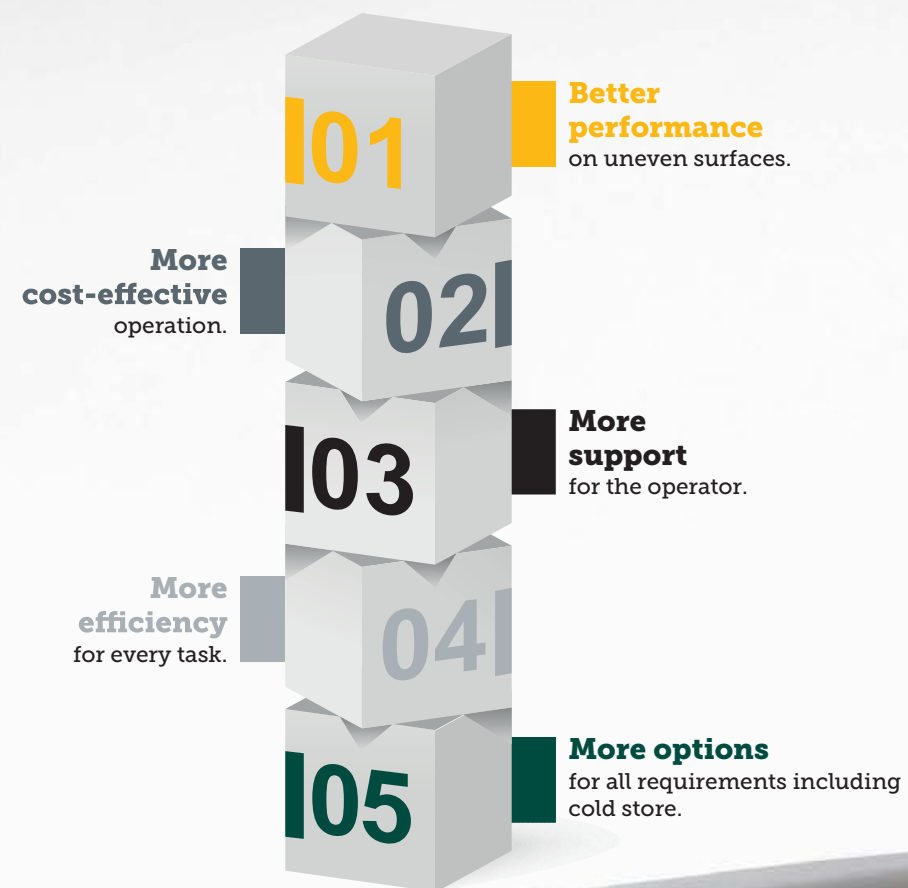 01
Better
performance
on uneven surfaces.
More
cost-effective
operation.
02
03
More
support
for the operator.
More
efficiency
for every task.
04
05
More options
for all requirements including
cold store.